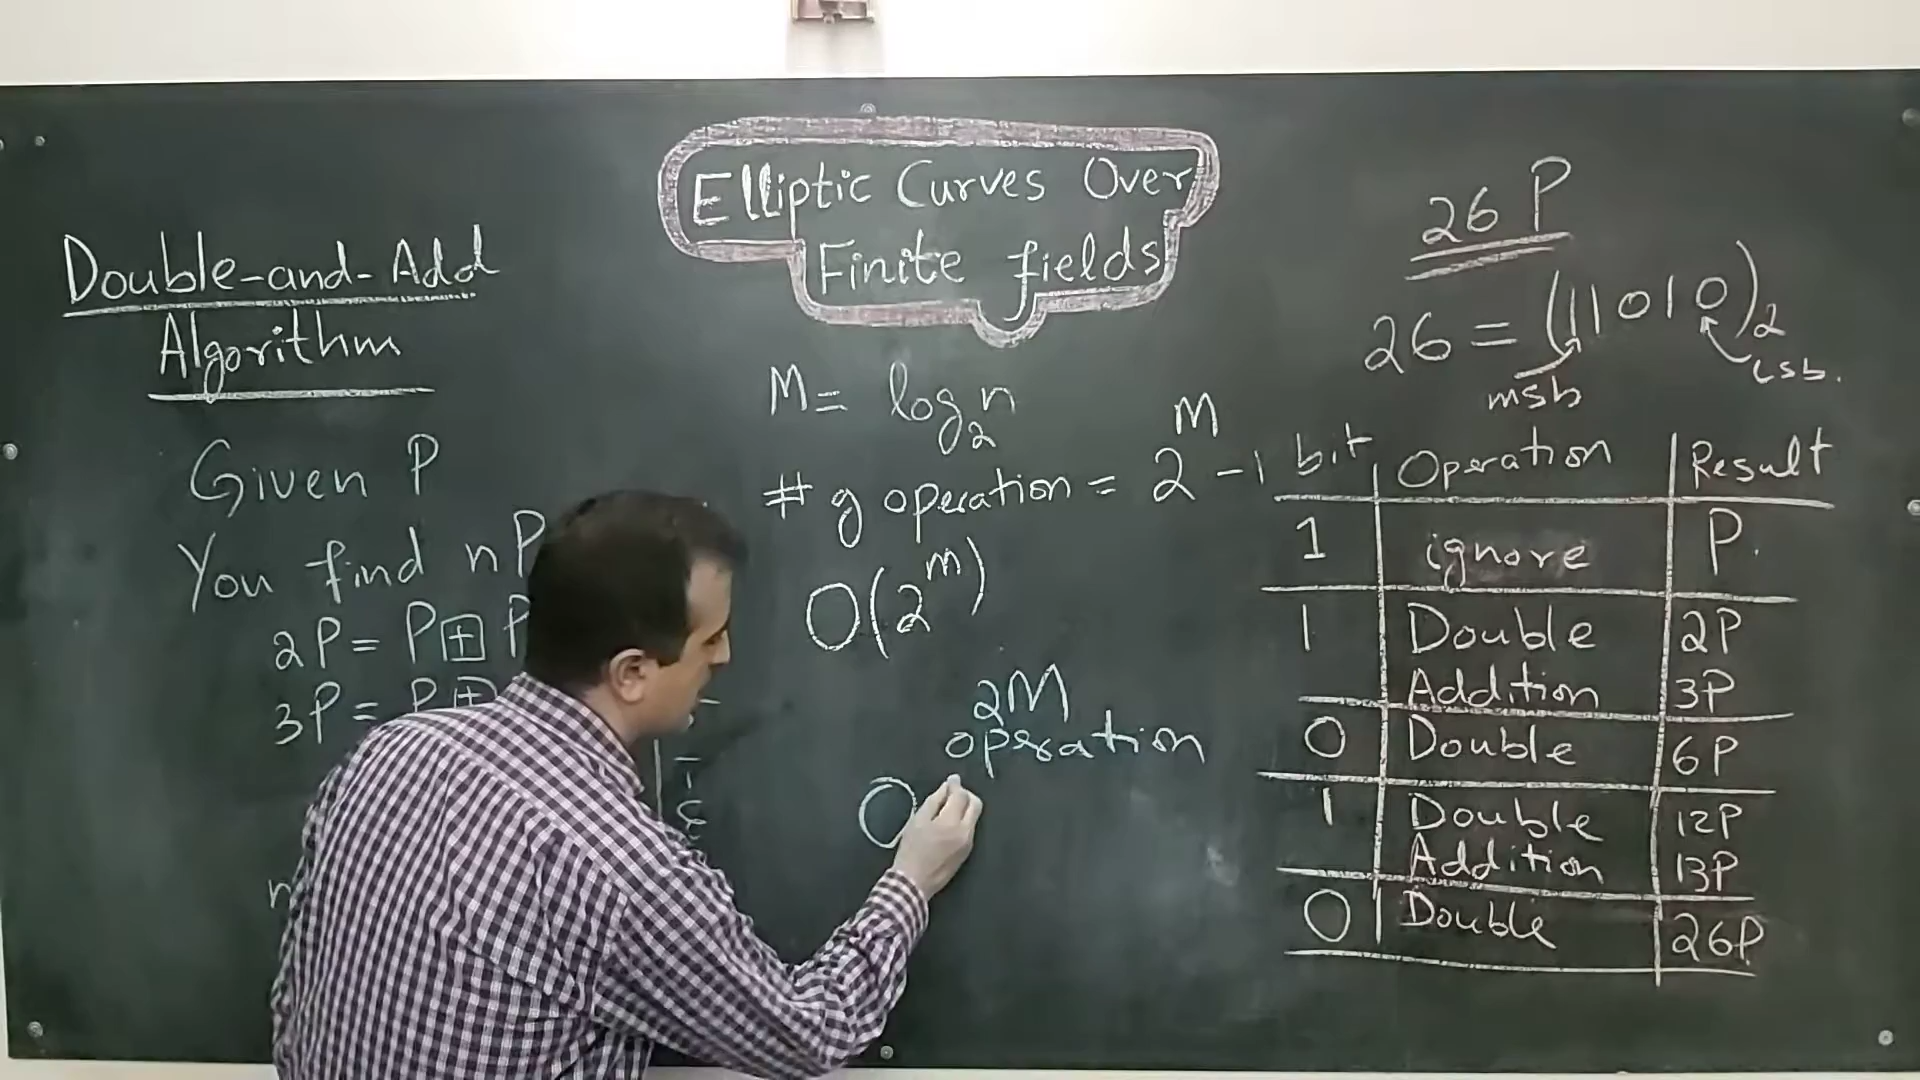 Elliptic Curves Over
Finite fields
Double-and-Add
Algorithm
Given P
You find nP
2P = P ⊞ P
3P = P ⊞
n
M = log₂n
# of operation = 2^M - 1
O(2^m)
2M
operation
O
26 P
26 = (11010)₂
msb
Lsb.
bit Operation Result
1 ignore P.
1 Double 2P
Addition 3P
0 Double 6P
1 Double 12P
Addition 13P
0 Double 26P